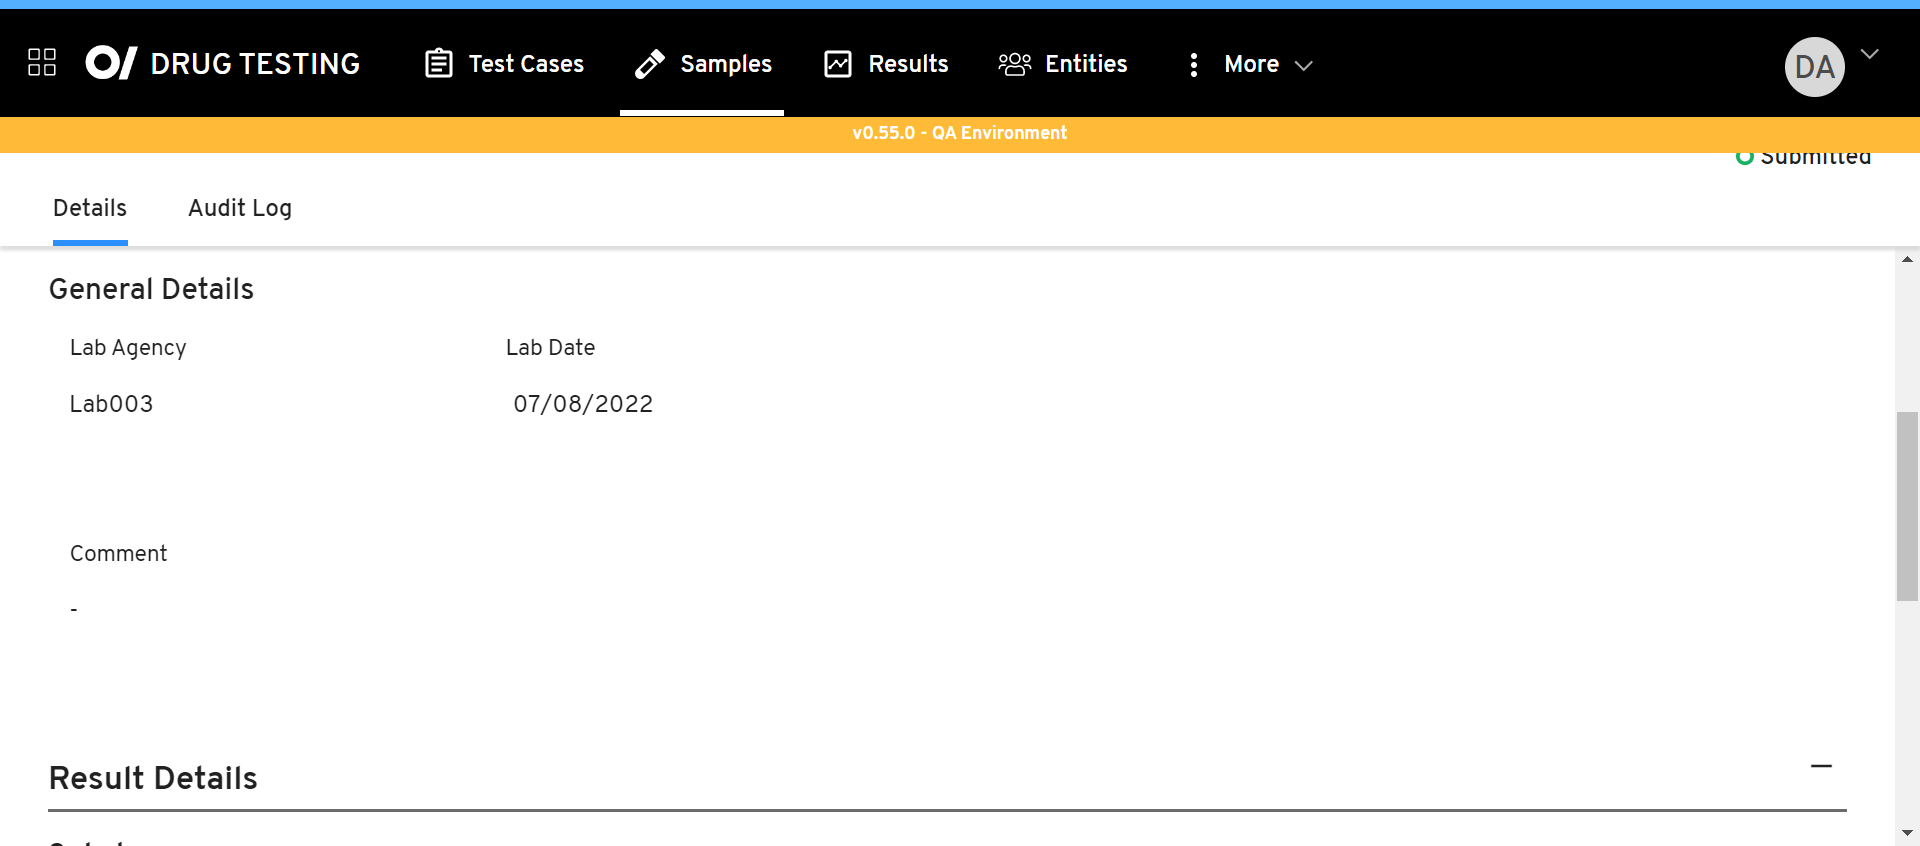 DRUG TESTING
Test Cases
Samples
Results
Entities
More
DA
v0.55.0 - QA Environment
Submitted
Details
Audit Log
General Details
Lab Agency
Lab Date
Lab003
07/08/2022
Comment
-
Result Details